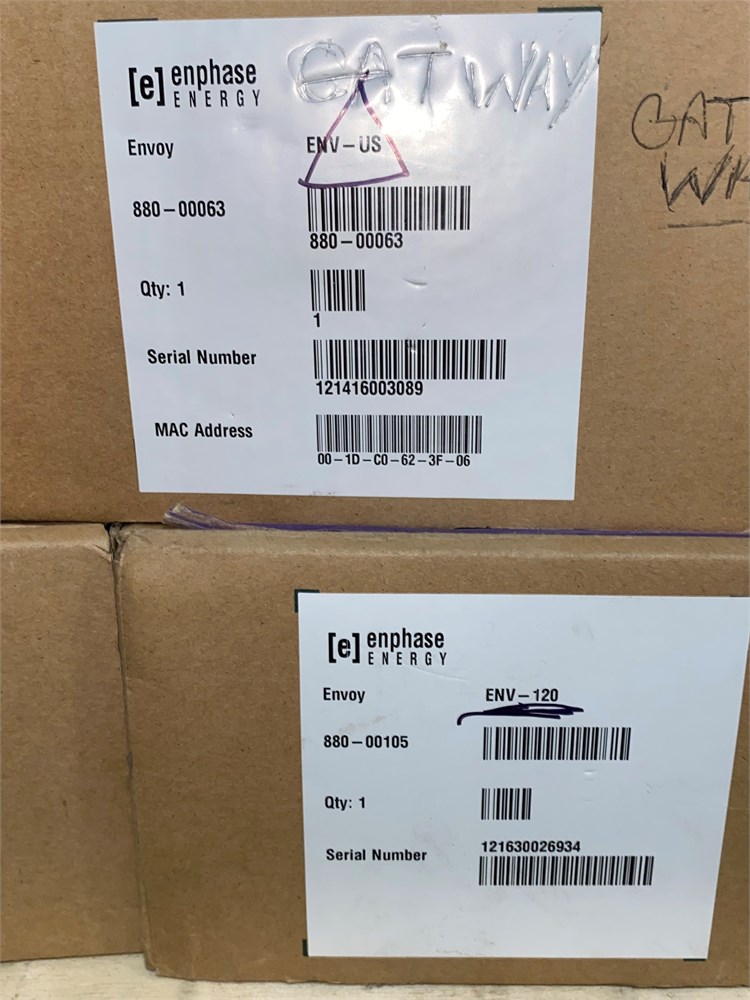 [e] enphase
ENERGY
GATWAY
Envoy ENV-US
880-00063
880-00063
Qty: 1
1
Serial Number
121416003089
MAC Address
00-1D-C0-62-3F-06
GAT
[e] enphase
ENERGY
Envoy ENV-120
880-00105
Qty: 1
121630026934
Serial Number